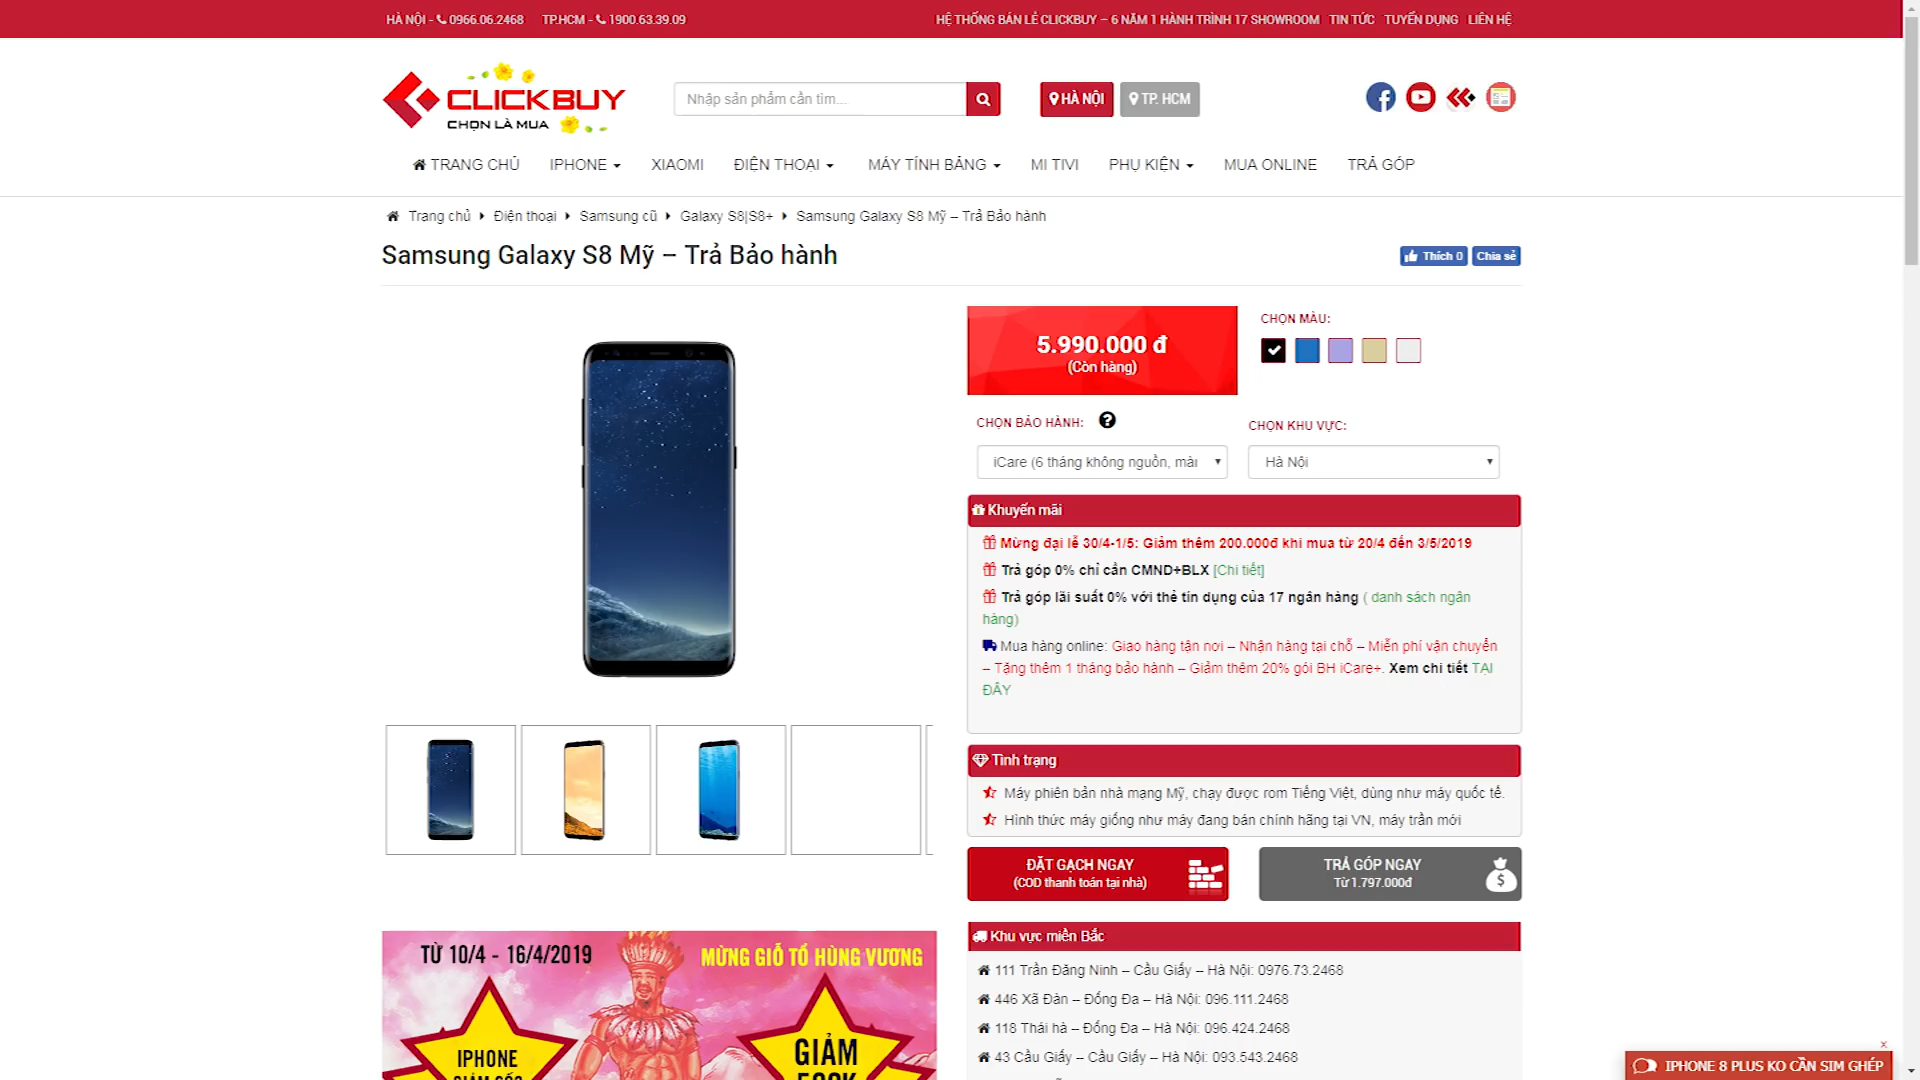 HÀ NỘI - 0966.06.2468 TP.HCM - 1900.63.39.09
HỆ THỐNG BÁN LẺ CLICKBUY – 6 NĂM 1 HÀNH TRÌNH 17 SHOWROOM TIN TỨC TUYỂN DỤNG LIÊN HỆ
CLICKBUY
CHỌN LÀ MUA
Nhập sản phẩm cần tìm...
HÀ NỘI
TP. HCM
TRANG CHỦ IPHONE XIAOMI ĐIỆN THOẠI MÁY TÍNH BẢNG MI TIVI PHỤ KIỆN MUA ONLINE TRẢ GÓP
Trang chủ Điện thoại Samsung cũ Galaxy S8|S8+ Samsung Galaxy S8 Mỹ – Trả Bảo hành
Samsung Galaxy S8 Mỹ – Trả Bảo hành
Thích 0 Chia sẻ
5.990.000 đ
(Còn hàng)
CHỌN MÀU:
CHỌN BẢO HÀNH:
CHỌN KHU VỰC:
iCare (6 tháng không nguồn, màn
Hà Nội
Khuyến mãi
Mừng đại lễ 30/4-1/5: Giảm thêm 200.000đ khi mua từ 20/4 đến 3/5/2019
Trả góp 0% chỉ cần CMND+BLX [Chi tiết]
Trả góp lãi suất 0% với thẻ tín dụng của 17 ngân hàng ( danh sách ngân
hàng)
Mua hàng online: Giao hàng tận nơi – Nhận hàng tại chỗ – Miễn phí vận chuyển
– Tặng thêm 1 tháng bảo hành – Giảm thêm 20% gói BH iCare+. Xem chi tiết TẠI
ĐÂY
Tình trạng
Máy phiên bản nhà mạng Mỹ, chạy được rom Tiếng Việt, dùng như máy quốc tế.
Hình thức máy giống như máy đang bán chính hãng tại VN, máy trần mới
ĐẶT GẠCH NGAY
(COD thanh toán tại nhà)
TRẢ GÓP NGAY
Từ 1.797.000đ
TỪ 10/4 - 16/4/2019
MỪNG GIỖ TỔ HÙNG VƯƠNG
IPHONE
GIẢM
Khu vực miền Bắc
111 Trần Đăng Ninh – Cầu Giấy – Hà Nội: 0976.73.2468
446 Xã Đàn – Đống Đa – Hà Nội: 096.111.2468
118 Thái hà – Đống Đa – Hà Nội: 096.424.2468
43 Cầu Giấy – Cầu Giấy – Hà Nội: 093.543.2468
x
IPHONE 8 PLUS KO CẦN SIM GHÉP